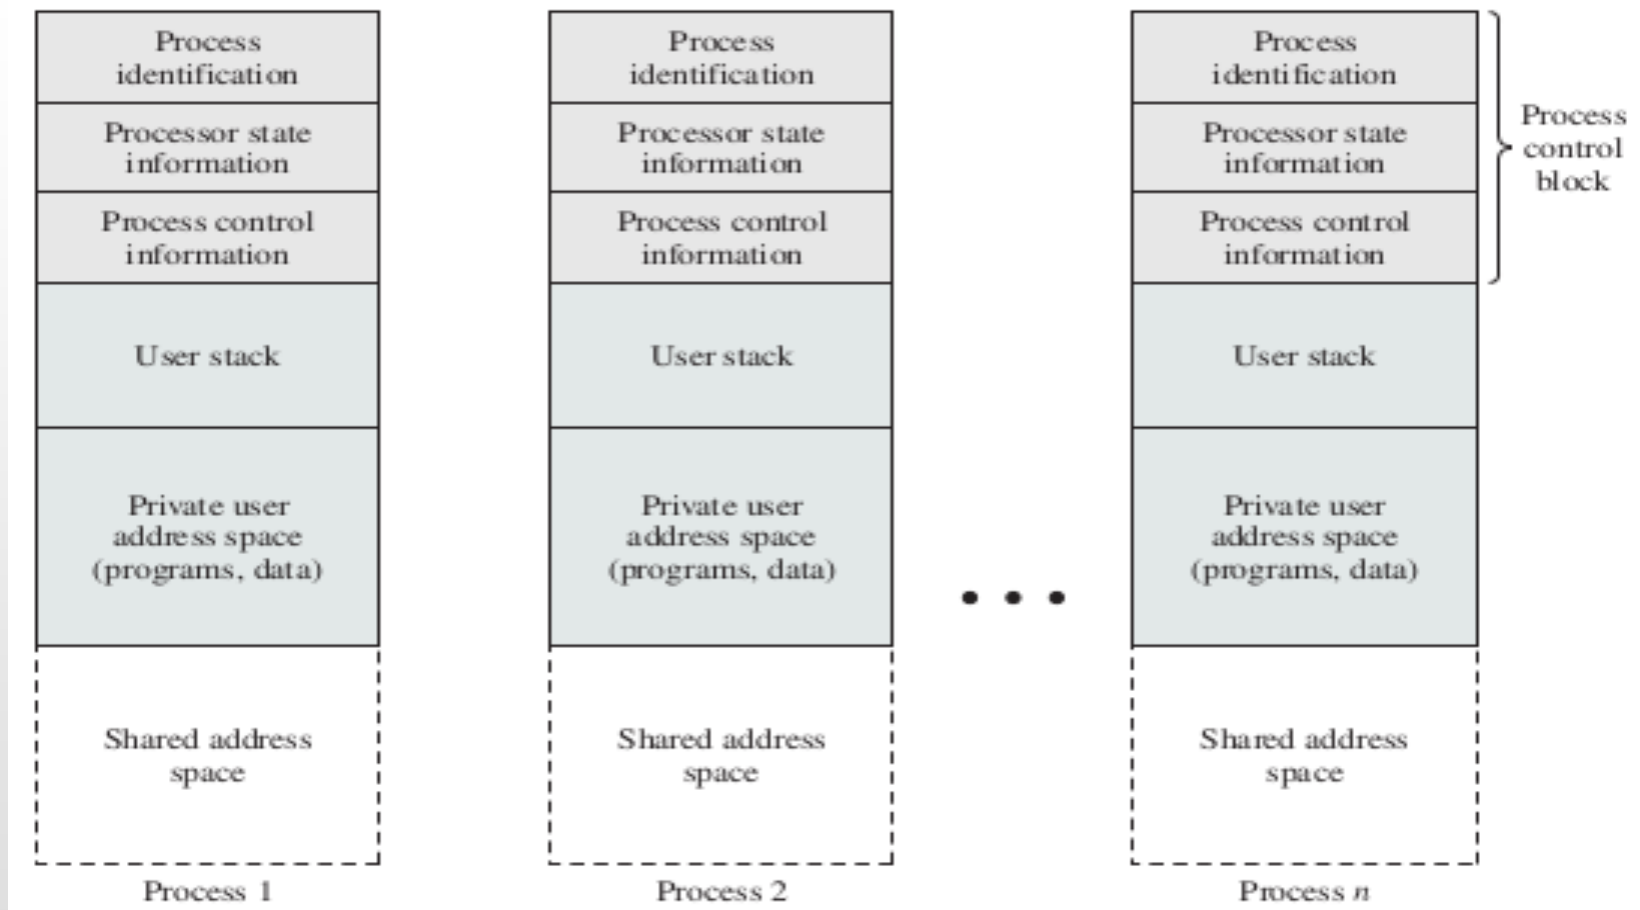 Process
identification
Processor state
information
Process control
information
User stack
Private user
address space
(programs, data)
Shared address
space
Process 1
Process
identification
Processor state
information
Process control
information
User stack
Private user
address space
(programs, data)
Shared address
space
Process 2
Process
identification
Processor state
information
Process control
information
User stack
Private user
address space
(programs, data)
Shared address
space
Process n
Process
control
block